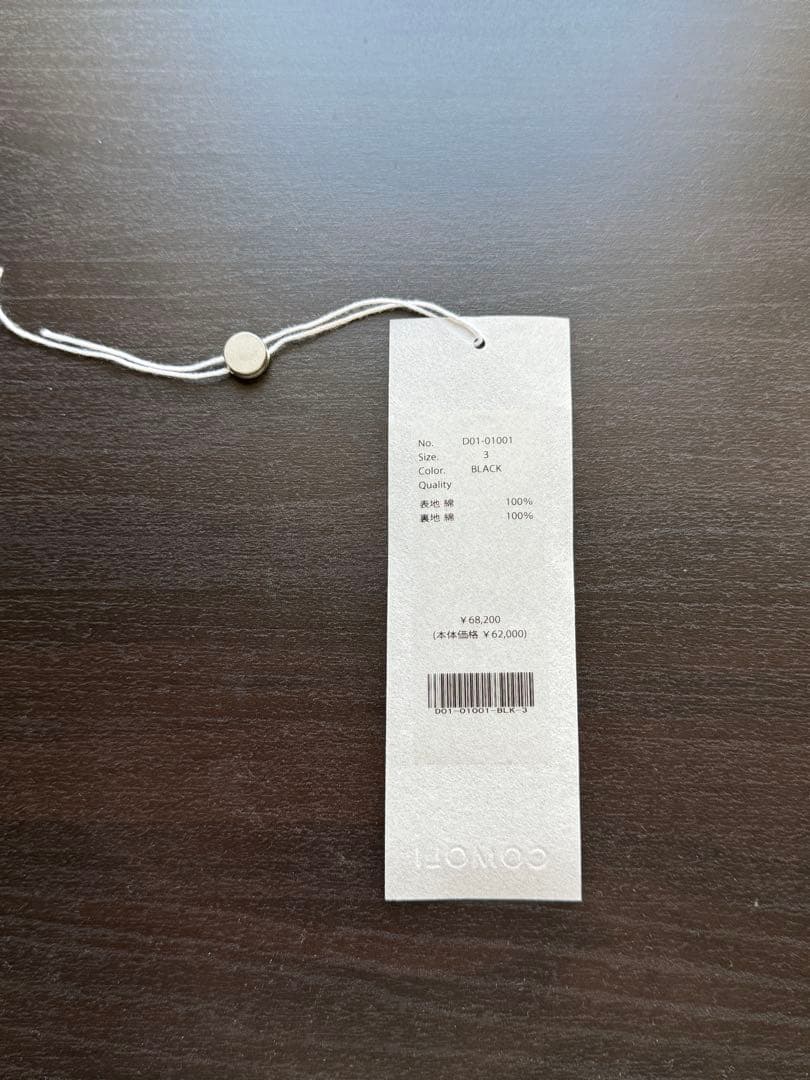 No. D01-01001
Size. 3
Color. BLACK
Quality
表地 綿 100%
裏地 綿 100%
¥68,200
(本体価格 ¥62,000)
D01-01001-BLK-3
COMOLI